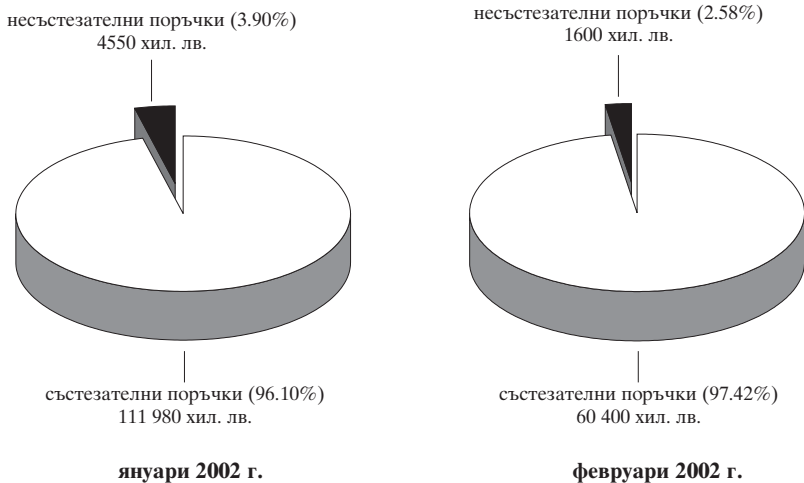 несъстезателни поръчки (3.90%)
4550 хил. лв.
състезателни поръчки (96.10%)
111 980 хил. лв.
януари 2002 г.
несъстезателни поръчки (2.58%)
1600 хил. лв.
състезателни поръчки (97.42%)
60 400 хил. лв.
февруари 2002 г.